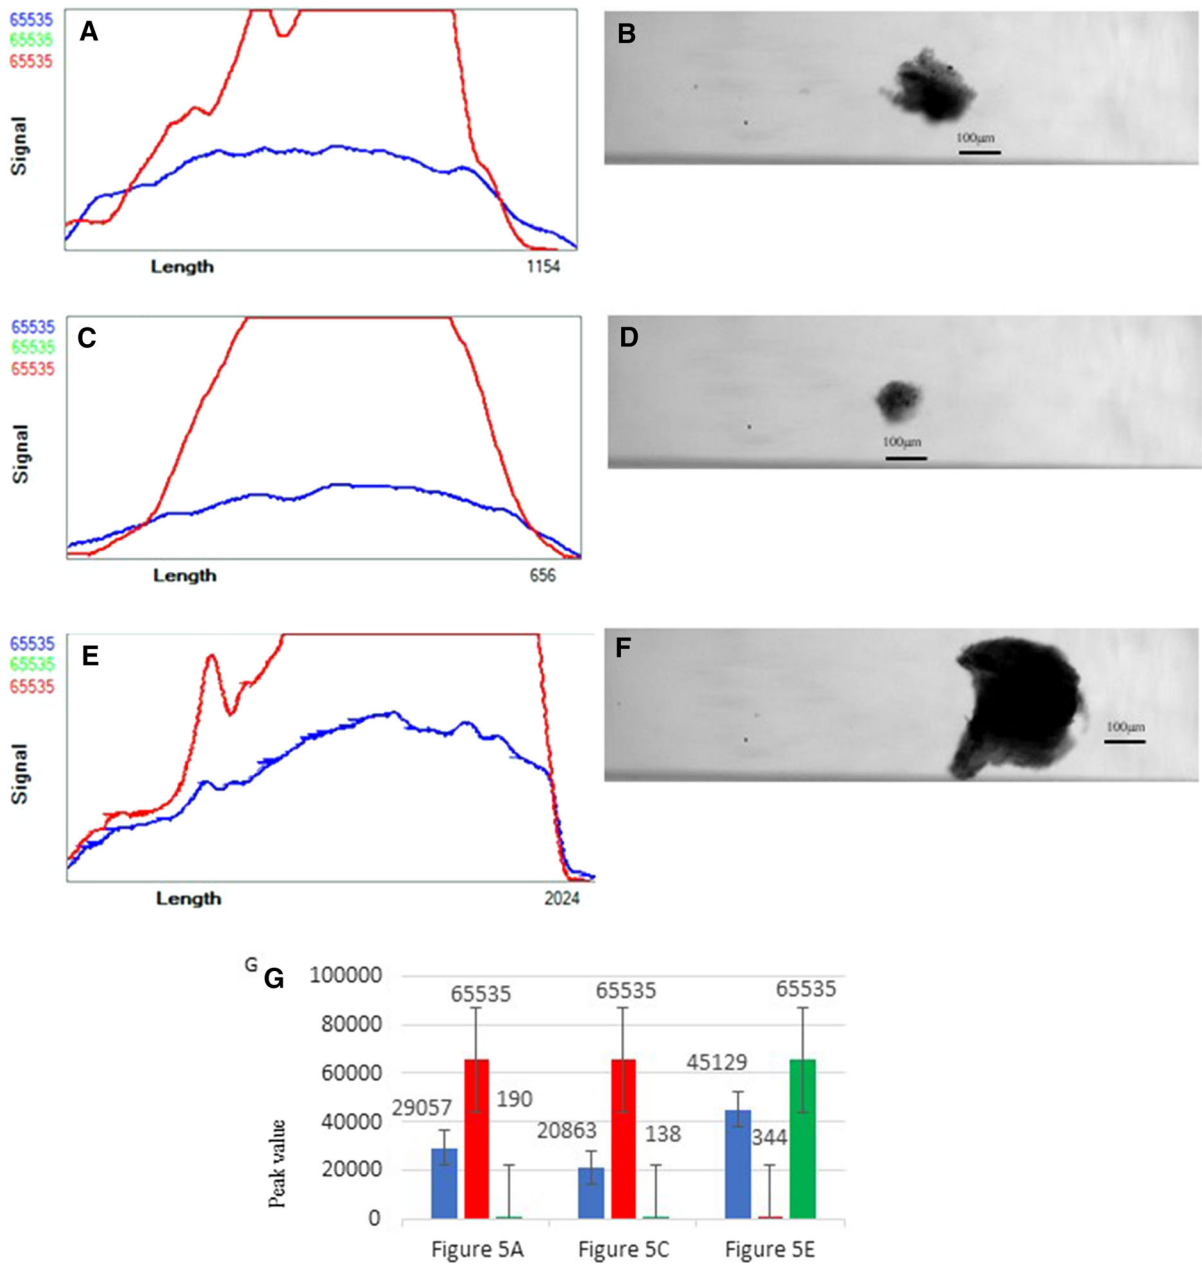 65535
65535
65535
A
Signal
Length
1154
B
100μm
65535
65535
65535
C
Signal
Length
656
D
100μm
65535
65535
65535
E
Signal
Length
2024
F
100μm
G
G
100000
80000
60000
40000
20000
0
Peak value
65535
65535
65535
29057
190
20863
138
45129
344
Figure 5A
Figure 5C
Figure 5E